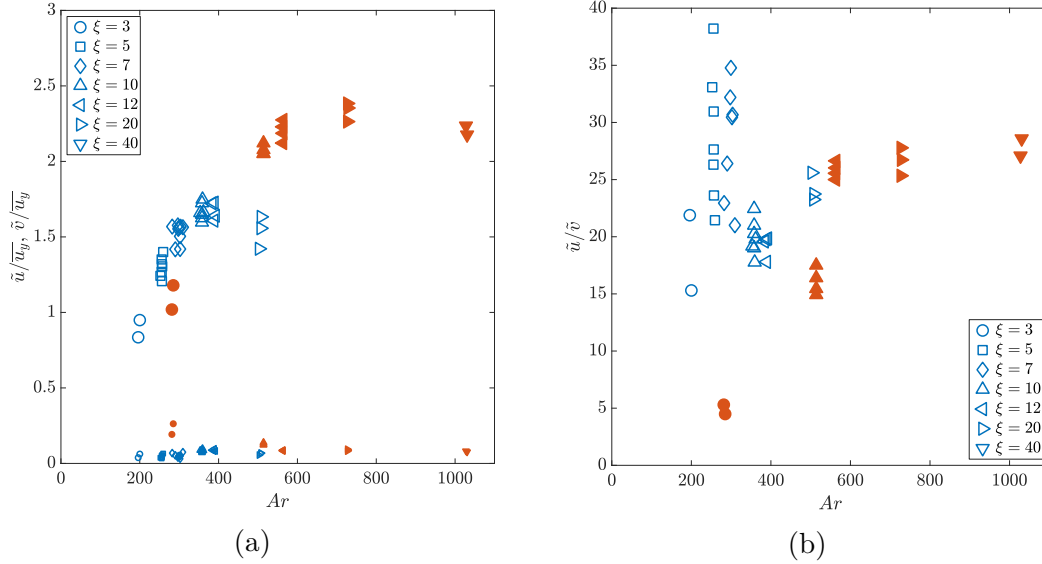 3
2.5
2
1.5
1
0.5
0
ξ = 3
ξ = 5
ξ = 7
ξ = 10
ξ = 12
ξ = 20
ξ = 40
ũ/u̅_y̅, ṽ/u̅_y̅
0 200 400 600 800 1000
Ar
(a)
40
35
30
25
20
15
10
5
0
ũ/ṽ
ξ = 3
ξ = 5
ξ = 7
ξ = 10
ξ = 12
ξ = 20
ξ = 40
0 200 400 600 800 1000
Ar
(b)